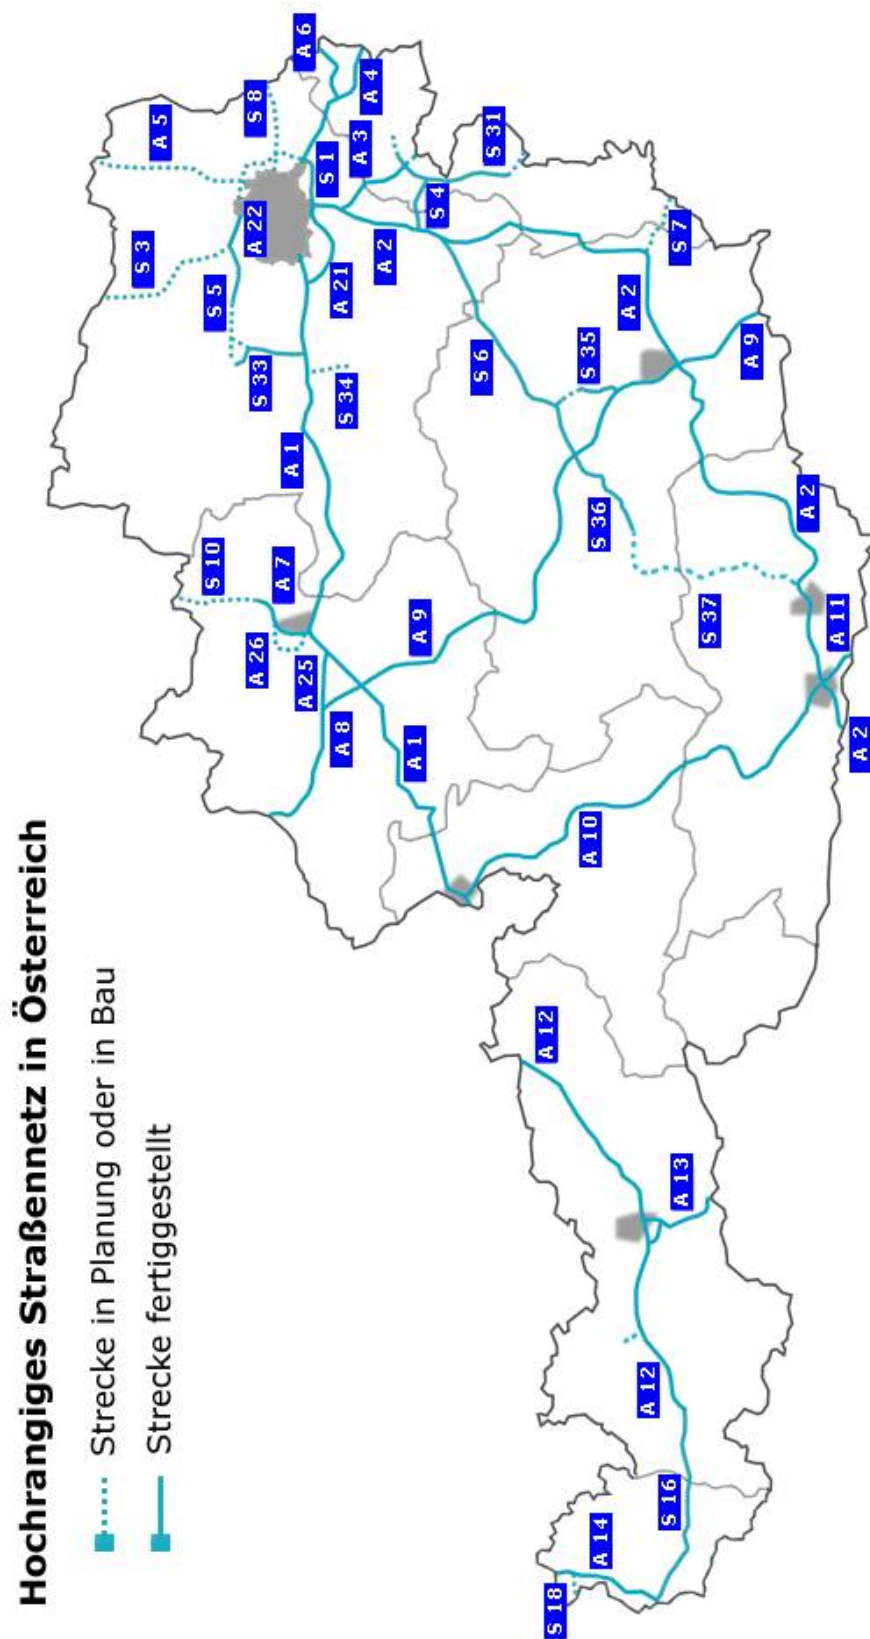 Hochrangiges Straßennetz in Österreich
Strecke in Planung oder in Bau
Strecke fertiggestellt
S 18
A 14
S 16
A 12
A 13
A 12
A 10
A 1
A 8
A 25
A 26
S 10
A 7
A 9
A 1
S 33
S 34
S 5
S 3
A 22
A 5
S 8
A 6
A 4
S 1
A 3
A 21
A 2
S 4
S 31
S 6
S 35
S 36
S 37
A 2
S 7
A 9
A 2
A 11
A 2